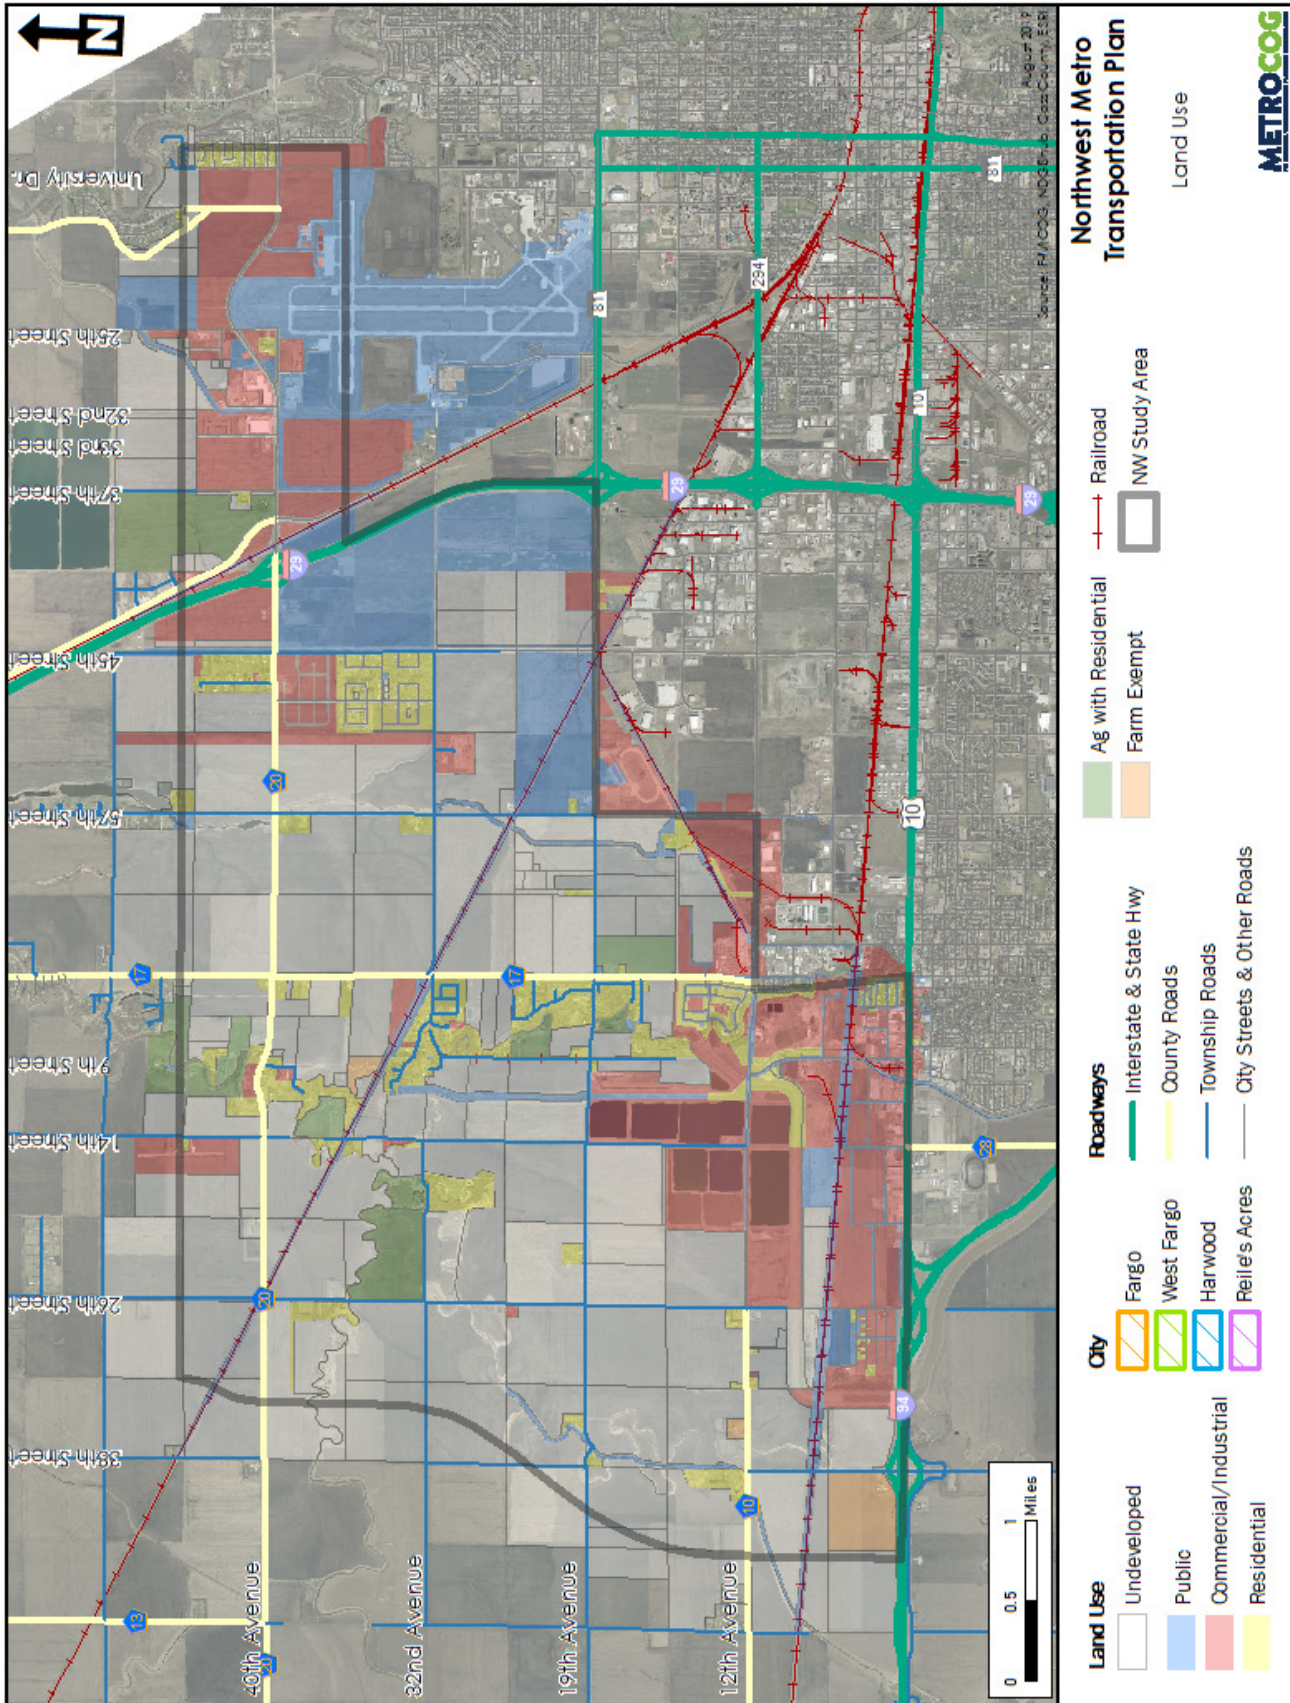 N
University Dr.
25th Street
32nd Street
33rd Street
37th Street
45th Street
57th Street
9th Street
14th Street
26th Street
38th Street
40th Avenue
32nd Avenue
19th Avenue
12th Avenue
13
20
20
20
17
17
29
29
29
81
81
294
10
10
10
28
94
0
0.5
1
Miles
August 2019
Source: FM COG, NDGIS Hub, Cass County, ESRI
Land Use
Undeveloped
Public
Commercial/Industrial
Residential
Ag with Residential
Farm Exempt
City
Fargo
West Fargo
Harwood
Reile's Acres
Roadways
Interstate & State Hwy
County Roads
Township Roads
City Streets & Other Roads
Railroad
NW Study Area
Northwest Metro
Transportation Plan
Land Use
METROCOG